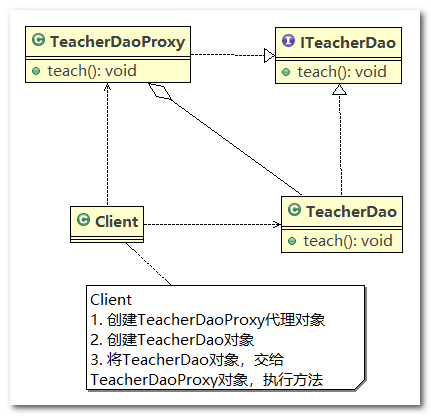 C TeacherDaoProxy
teach(): void
I ITeacherDao
teach(): void
C Client
C TeacherDao
teach(): void
Client
1. 创建TeacherDaoProxy代理对象
2. 创建TeacherDao对象
3. 将TeacherDao对象，交给
TeacherDaoProxy对象，执行方法